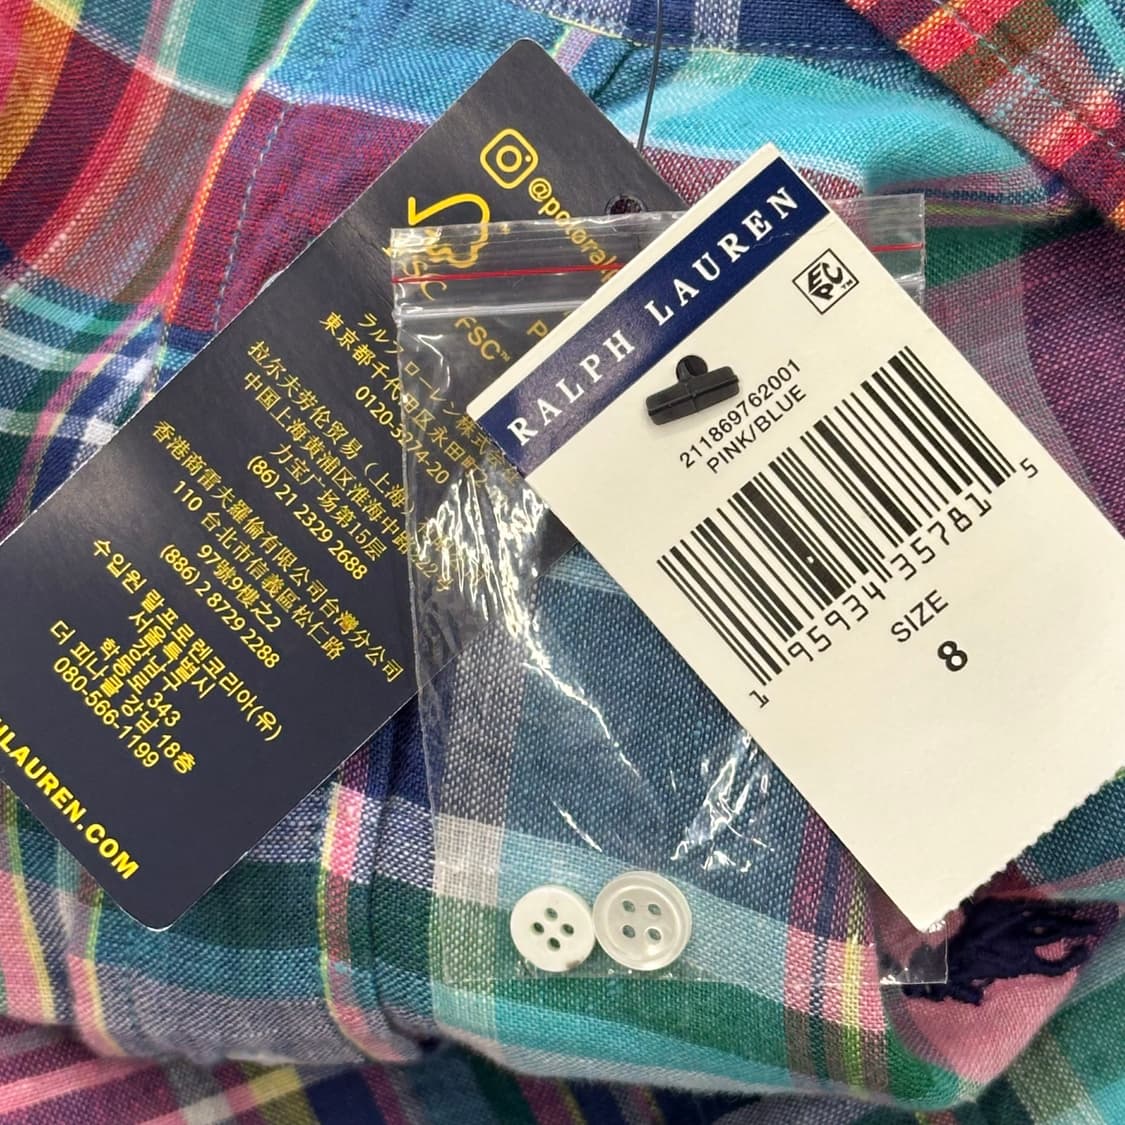 @poloral
FSC
FSC™
ラルフ ローレン株式
東京都千代田区永田町2
0120-3274-20
拉尔夫劳伦贸易（上海
中国上海黄浦区淮海中路
力宝广场第15层
(86) 21 2329 2688
香港商雷夫羅倫有限公司台灣分公司
110 台北市信義區松仁路
97號9樓之2
(886) 2 8729 2288
수입원 랄프로렌코리아(유)
서울특별시
강남구
343
더 피나클 강남 18층
080-566-1199
LAUREN.COM
RALPH LAUREN
EPC™
211869762001
PINK/BLUE
1 95934 35781 5
SIZE
8